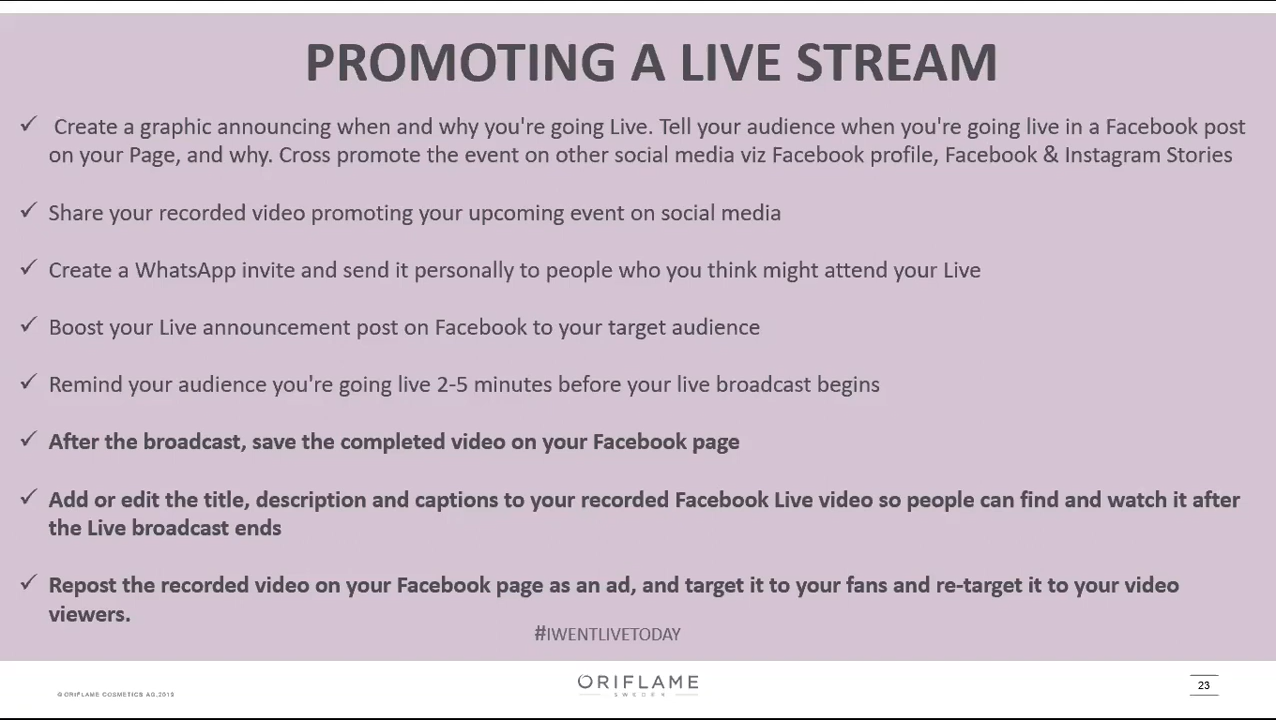 PROMOTING A LIVE STREAM
✓ Create a graphic announcing when and why you're going Live. Tell your audience when you're going live in a Facebook post
on your Page, and why. Cross promote the event on other social media viz Facebook profile, Facebook & Instagram Stories
✓ Share your recorded video promoting your upcoming event on social media
✓ Create a WhatsApp invite and send it personally to people who you think might attend your Live
✓ Boost your Live announcement post on Facebook to your target audience
✓ Remind your audience you're going live 2-5 minutes before your live broadcast begins
✓ After the broadcast, save the completed video on your Facebook page
✓ Add or edit the title, description and captions to your recorded Facebook Live video so people can find and watch it after
the Live broadcast ends
✓ Repost the recorded video on your Facebook page as an ad, and target it to your fans and re-target it to your video
viewers.
#IWENTLIVETODAY
© ORIFLAME COSMETICS AG, 2013
ORIFLAME
SWEDEN
23